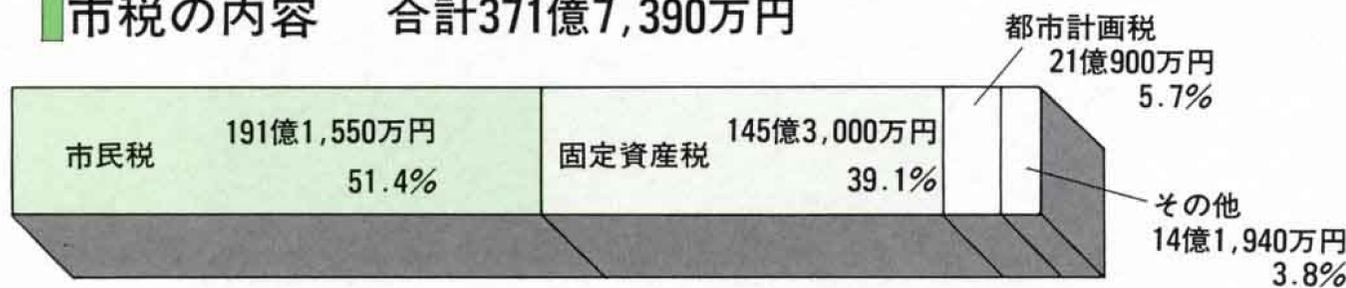 市税の内容 合計371億7,390万円
都市計画税
21億900万円
5.7%
市民税
191億1,550万円
51.4%
固定資産税
145億3,000万円
39.1%
その他
14億1,940万円
3.8%